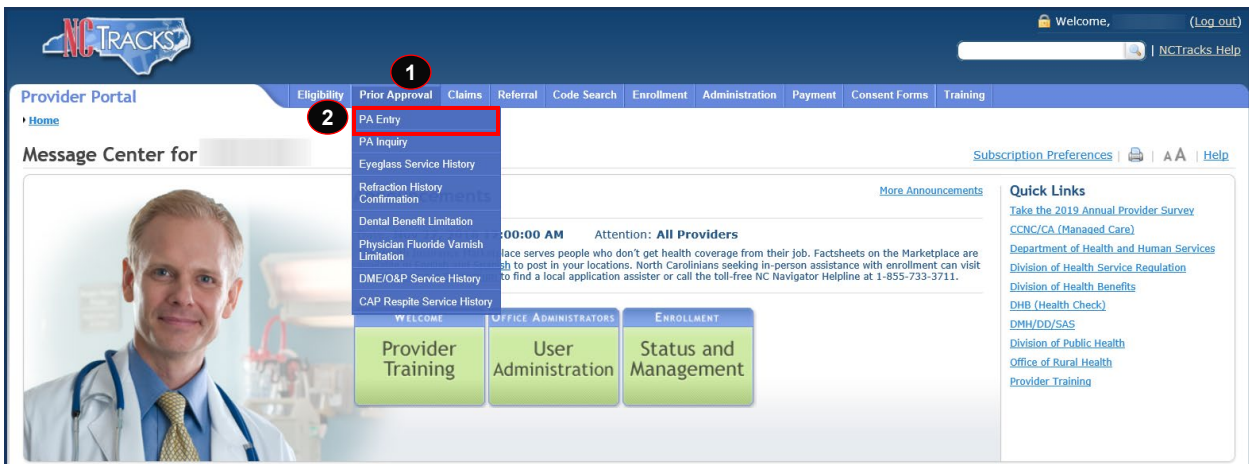 NCTRACKS
Welcome, (Log out)
NCTracks Help
1
Provider Portal
Eligibility Prior Approval Claims Referral Code Search Enrollment Administration Payment Consent Forms Training
Home
2
PA Entry
PA Inquiry
Eyeglass Service History
Refraction History
Confirmation
Dental Benefit Limitation
Physician Fluoride Varnish
Limitation
DME/O&P Service History
CAP Respite Service History
Message Center for
Subscription Preferences | | A A | Help
More Announcements
:00:00 AM Attention: All Providers
place serves people who don't get health coverage from their job. Factsheets on the Marketplace are
to post in your locations. North Carolinians seeking in-person assistance with enrollment can visit
to find a local application assister or call the toll-free NC Navigator Helpline at 1-855-733-3711.
WELCOME
Provider
Training
OFFICE ADMINISTRATORS
User
Administration
ENROLLMENT
Status and
Management
Quick Links
Take the 2019 Annual Provider Survey
CCNC/CA (Managed Care)
Department of Health and Human Services
Division of Health Service Regulation
Division of Health Benefits
DHB (Health Check)
DMH/DD/SAS
Division of Public Health
Office of Rural Health
Provider Training